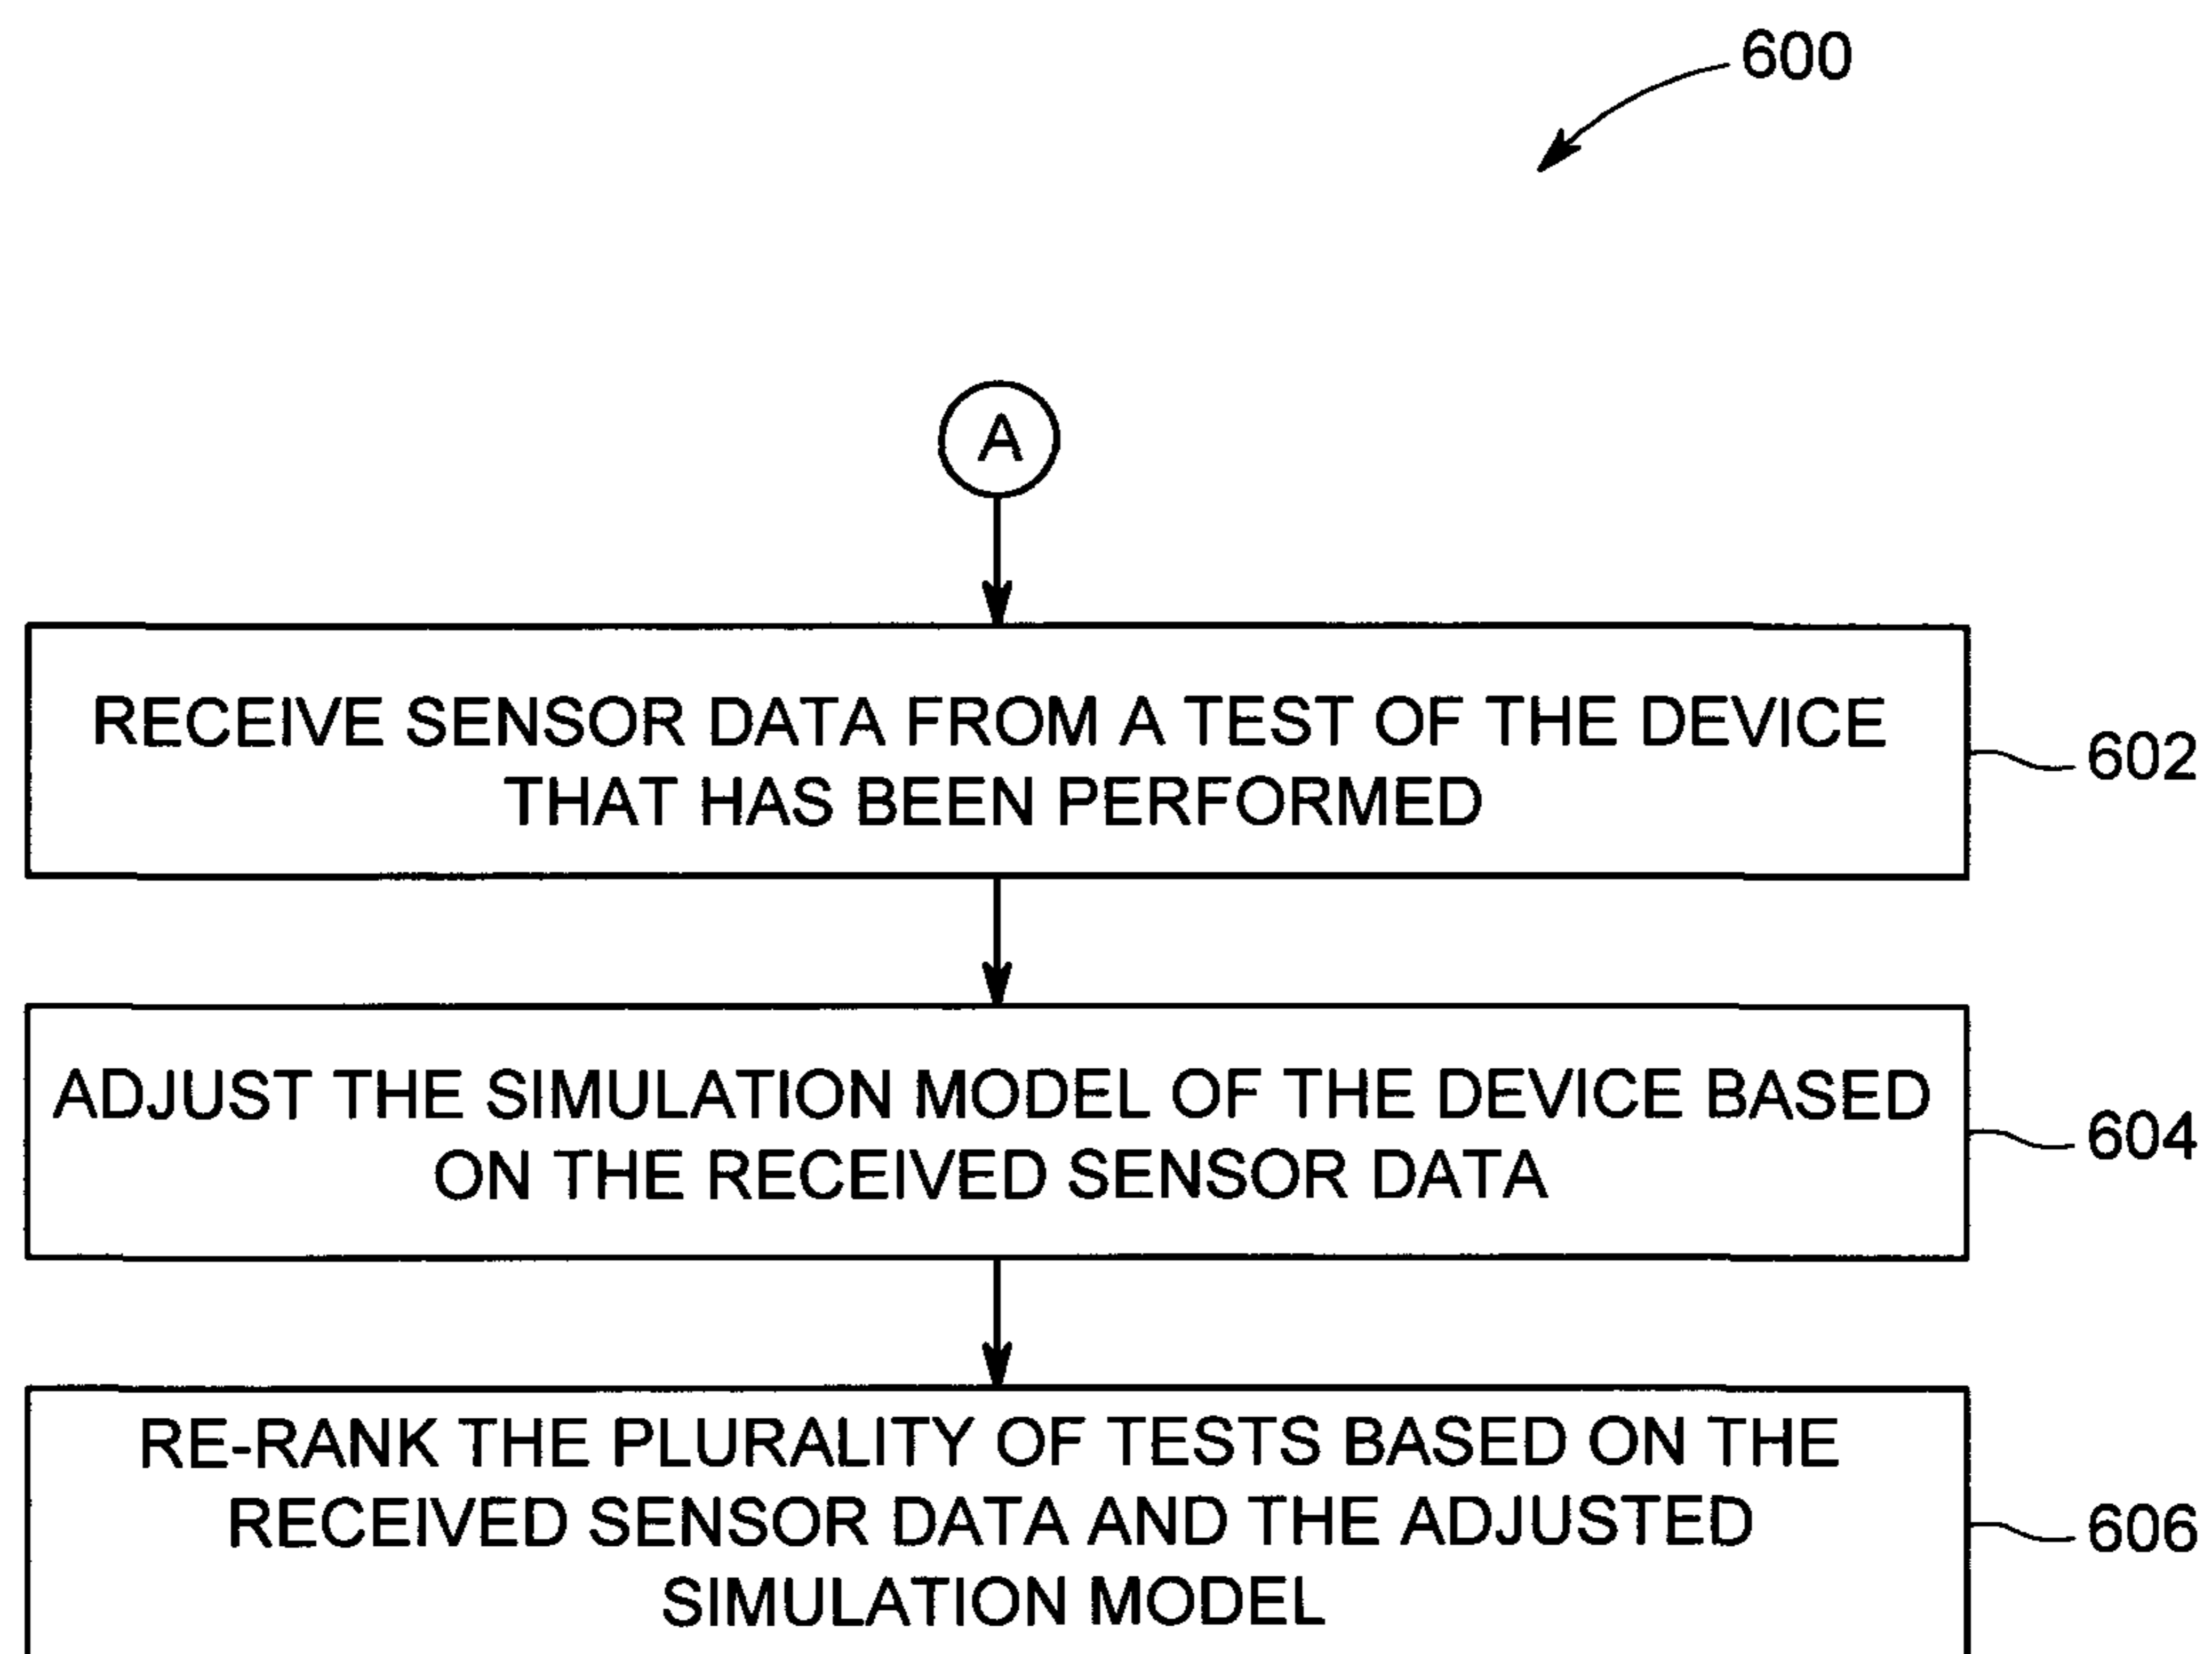 600
A
RECEIVE SENSOR DATA FROM A TEST OF THE DEVICE
THAT HAS BEEN PERFORMED
602
ADJUST THE SIMULATION MODEL OF THE DEVICE BASED
ON THE RECEIVED SENSOR DATA
604
RE-RANK THE PLURALITY OF TESTS BASED ON THE
RECEIVED SENSOR DATA AND THE ADJUSTED
SIMULATION MODEL
606